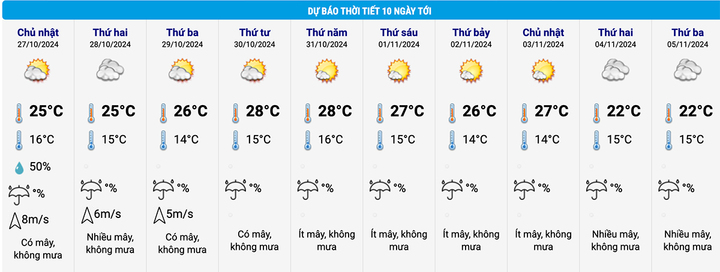 DỰ BÁO THỜI TIẾT 10 NGÀY TỚI
Chủ nhật
27/10/2024
25°C
16°C
50%
°%
8m/s
Có mây,
không mưa
Thứ hai
28/10/2024
25°C
15°C
°%
6m/s
Nhiều mây,
không mưa
Thứ ba
29/10/2024
26°C
14°C
°%
5m/s
Có mây,
không mưa
Thứ tư
30/10/2024
28°C
15°C
°%
Có mây,
không mưa
Thứ năm
31/10/2024
28°C
16°C
°%
Ít mây, không
mưa
Thứ sáu
01/11/2024
27°C
15°C
°%
Ít mây, không
mưa
Thứ bảy
02/11/2024
26°C
14°C
°%
Ít mây, không
mưa
Chủ nhật
03/11/2024
27°C
14°C
°%
Ít mây, không
mưa
Thứ hai
04/11/2024
22°C
15°C
°%
Nhiều mây,
không mưa
Thứ ba
05/11/2024
22°C
15°C
°%
Nhiều mây,
không mưa